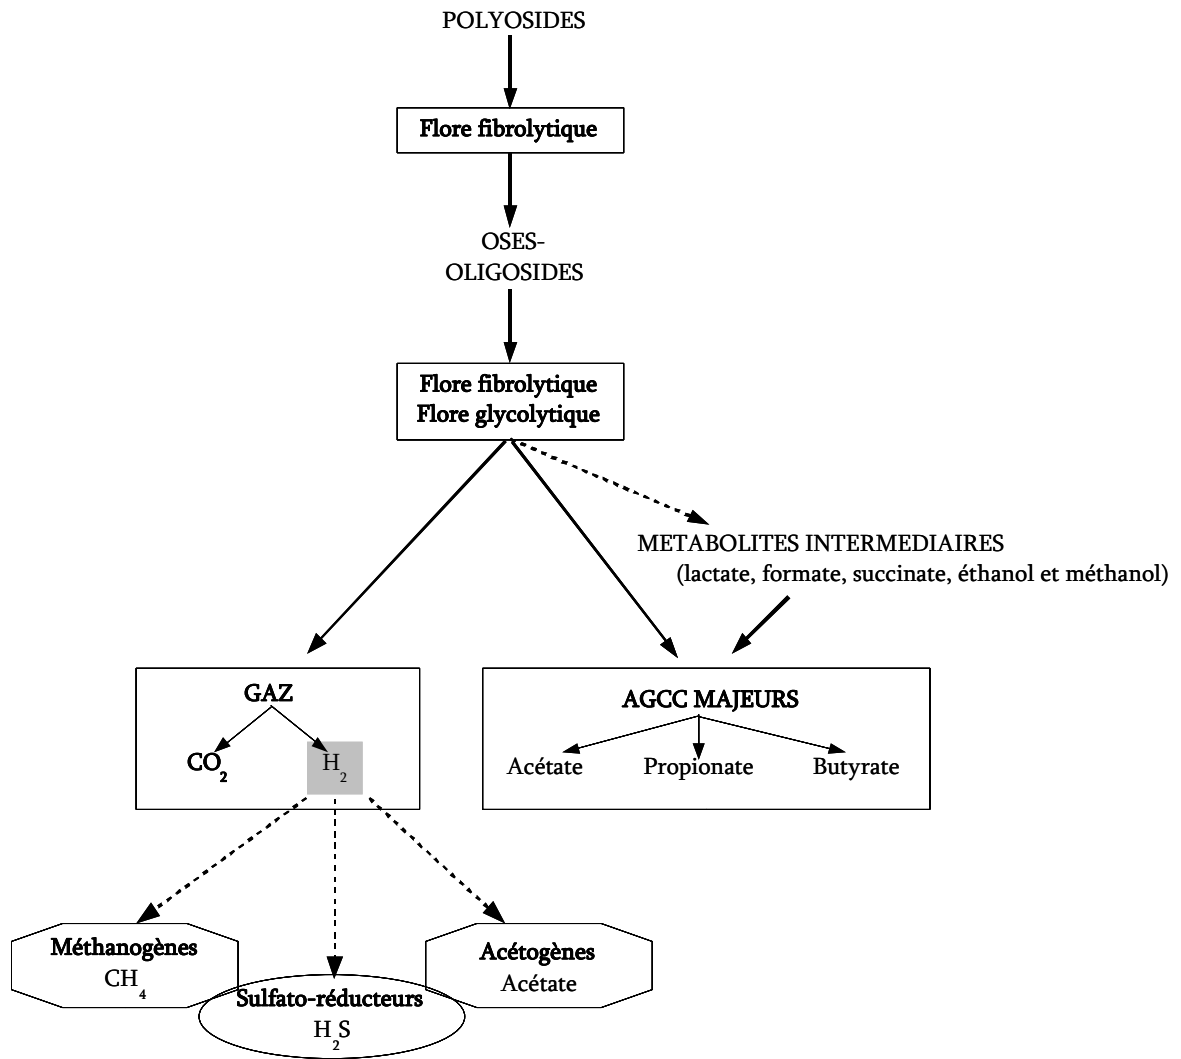 POLYOSIDES
Flore fibrolytique
OSES-
OLIGOSIDES
Flore fibrolytique
Flore glycolytique
METABOLITES INTERMEDIAIRES
(lactate, formate, succinate, éthanol et méthanol)
GAZ
CO2
H2
AGCC MAJEURS
Acétate
Propionate
Butyrate
Méthanogènes
CH4
Sulfato-réducteurs
H2S
Acétogènes
Acétate